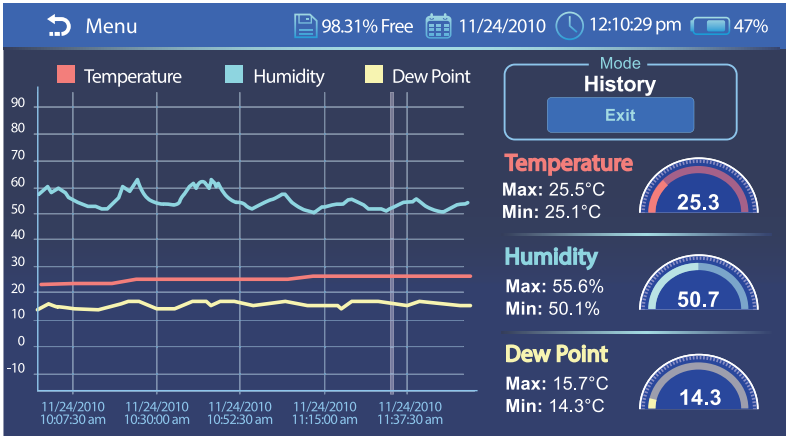 Menu 98.31% Free 11/24/2010 12:10:29 pm 47%
Temperature Humidity Dew Point
90
80
70
60
50
40
30
20
10
0
-10
11/24/2010 11/24/2010 11/24/2010 11/24/2010 11/24/2010
10:07:30 am 10:30:00 am 10:52:30 am 11:15:00 am 11:37:30 am
Mode
History
Exit
Temperature
Max: 25.5°C
Min: 25.1°C
25.3
Humidity
Max: 55.6%
Min: 50.1%
50.7
Dew Point
Max: 15.7°C
Min: 14.3°C
14.3